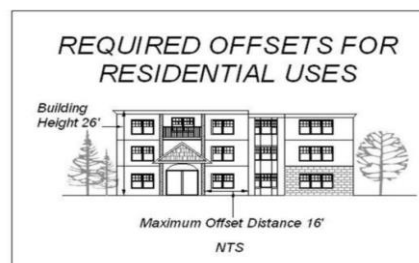 REQUIRED OFFSETS FOR
RESIDENTIAL USES
Building
Height 26'
Maximum Offset Distance 16'
NTS